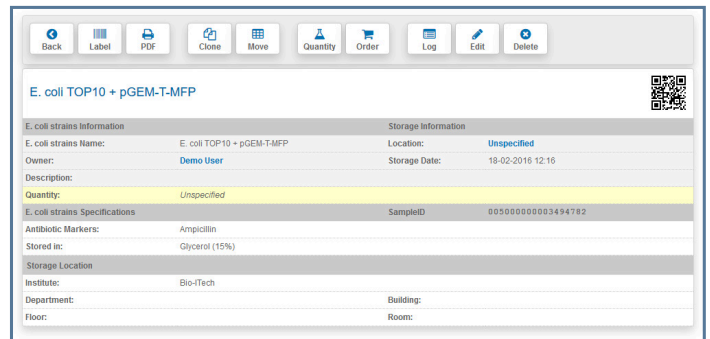 Back Label PDF Clone Move Quantity Order Log Edit Delete
E. coli TOP10 + pGEM-T-MFP
E. coli strains Information Storage Information
E. coli strains Name: E. coli TOP10 + pGEM-T-MFP Location: Unspecified
Owner: Demo User Storage Date: 18-02-2016 12:16
Description:
Quantity: Unspecified
E. coli strains Specifications SampleID 005000000003494782
Antibiotic Markers: Ampicillin
Stored in: Glycerol (15%)
Storage Location
Institute: Bio-ITech
Department: Building:
Floor: Room: